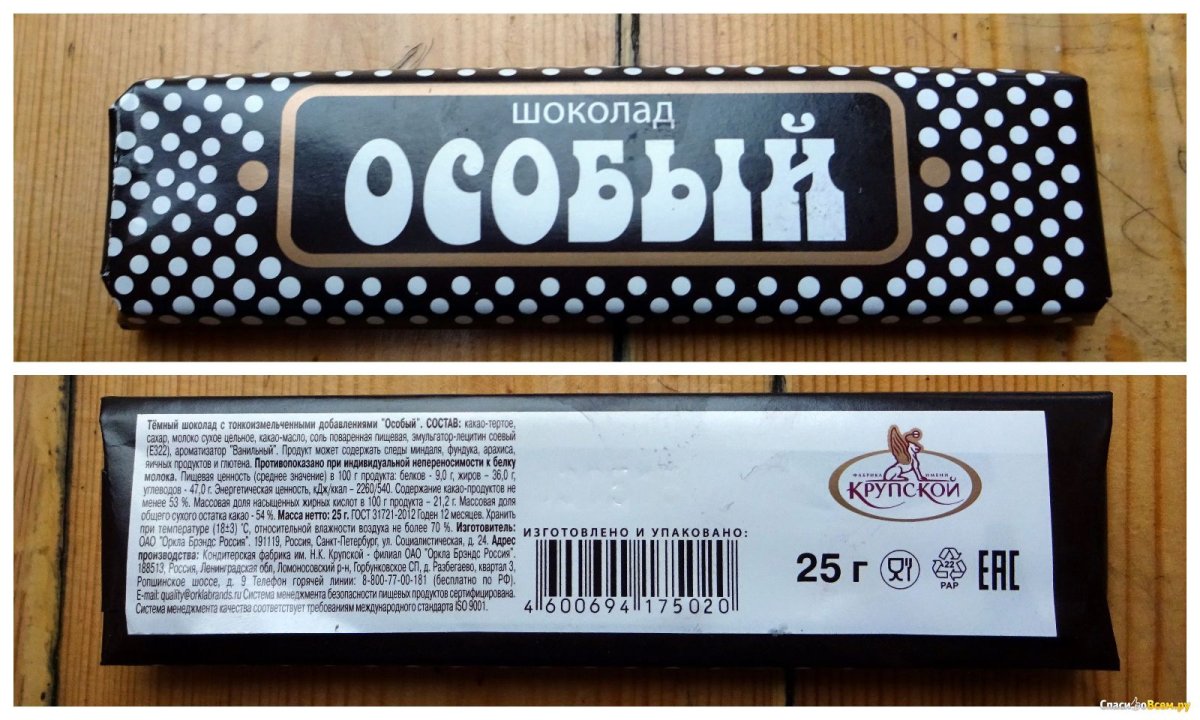 шоколад
ОСОБЫЙ
Тёмный шоколад с тонкоизмельченными добавлениями "Особый". СОСТАВ: какао-тертое,
сахар, молоко сухое цельное, какао-масло, соль поваренная пищевая, эмульгатор-лецитин соевый
(Е322), ароматизатор "Ванильный". Продукт может содержать следы миндаля, фундука, арахиса,
яичных продуктов и глютена. Противопоказано при индивидуальной непереносимости к белку
молока. Пищевая ценность (среднее значение) в 100 г продукта: белков - 9,0 г, жиров – 36,0 г,
углеводов - 47,0 г. Энергетическая ценность, кДж/ккал – 2260/540. Содержание какао-продуктов не
менее 53 %. Массовая доля насыщенных жирных кислот в 100 г продукта – 21,2 г. Массовая доля
общего сухого остатка какао - 54 %. Масса нетто: 25 г. ГОСТ 31721-2012 Годен 12 месяцев. Хранить
при температуре (18±3) °С, относительной влажности воздуха не более 70 %. Изготовитель:
ОАО "Оркла Брэндс Россия". 191119, Россия, Санкт-Петербург, ул. Социалистическая, д. 24. Адрес
производства: Кондитерская фабрика им. Н.К. Крупской - филиал ОАО "Оркла Брэндс Россия".
188513, Россия, Ленинградская обл, Ломоносовский р-н, Горбунковское СП, д. Разбегаево, квартал 3,
Ропшинское шоссе, д. 9 Телефон горячей линии: 8-800-77-00-181 (бесплатно по РФ).
E-mail: quality@orklabrands.ru Система менеджмента безопасности пищевых продуктов сертифицирована.
Система менеджмента качества соответствует требованиям международного стандарта ISO 9001.
ИЗГОТОВЛЕНО И УПАКОВАНО:
4 600694 175020
ФАБРИКА ИМЕНИ
КРУПСКОЙ
25 г
22
PAP
EAC
СпасибоВсем.ру